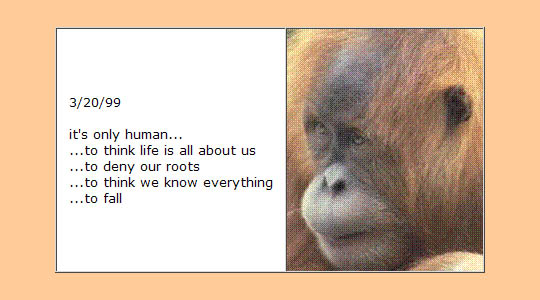 3/20/99
it's only human...
...to think life is all about us
...to deny our roots
...to think we know everything
...to fall